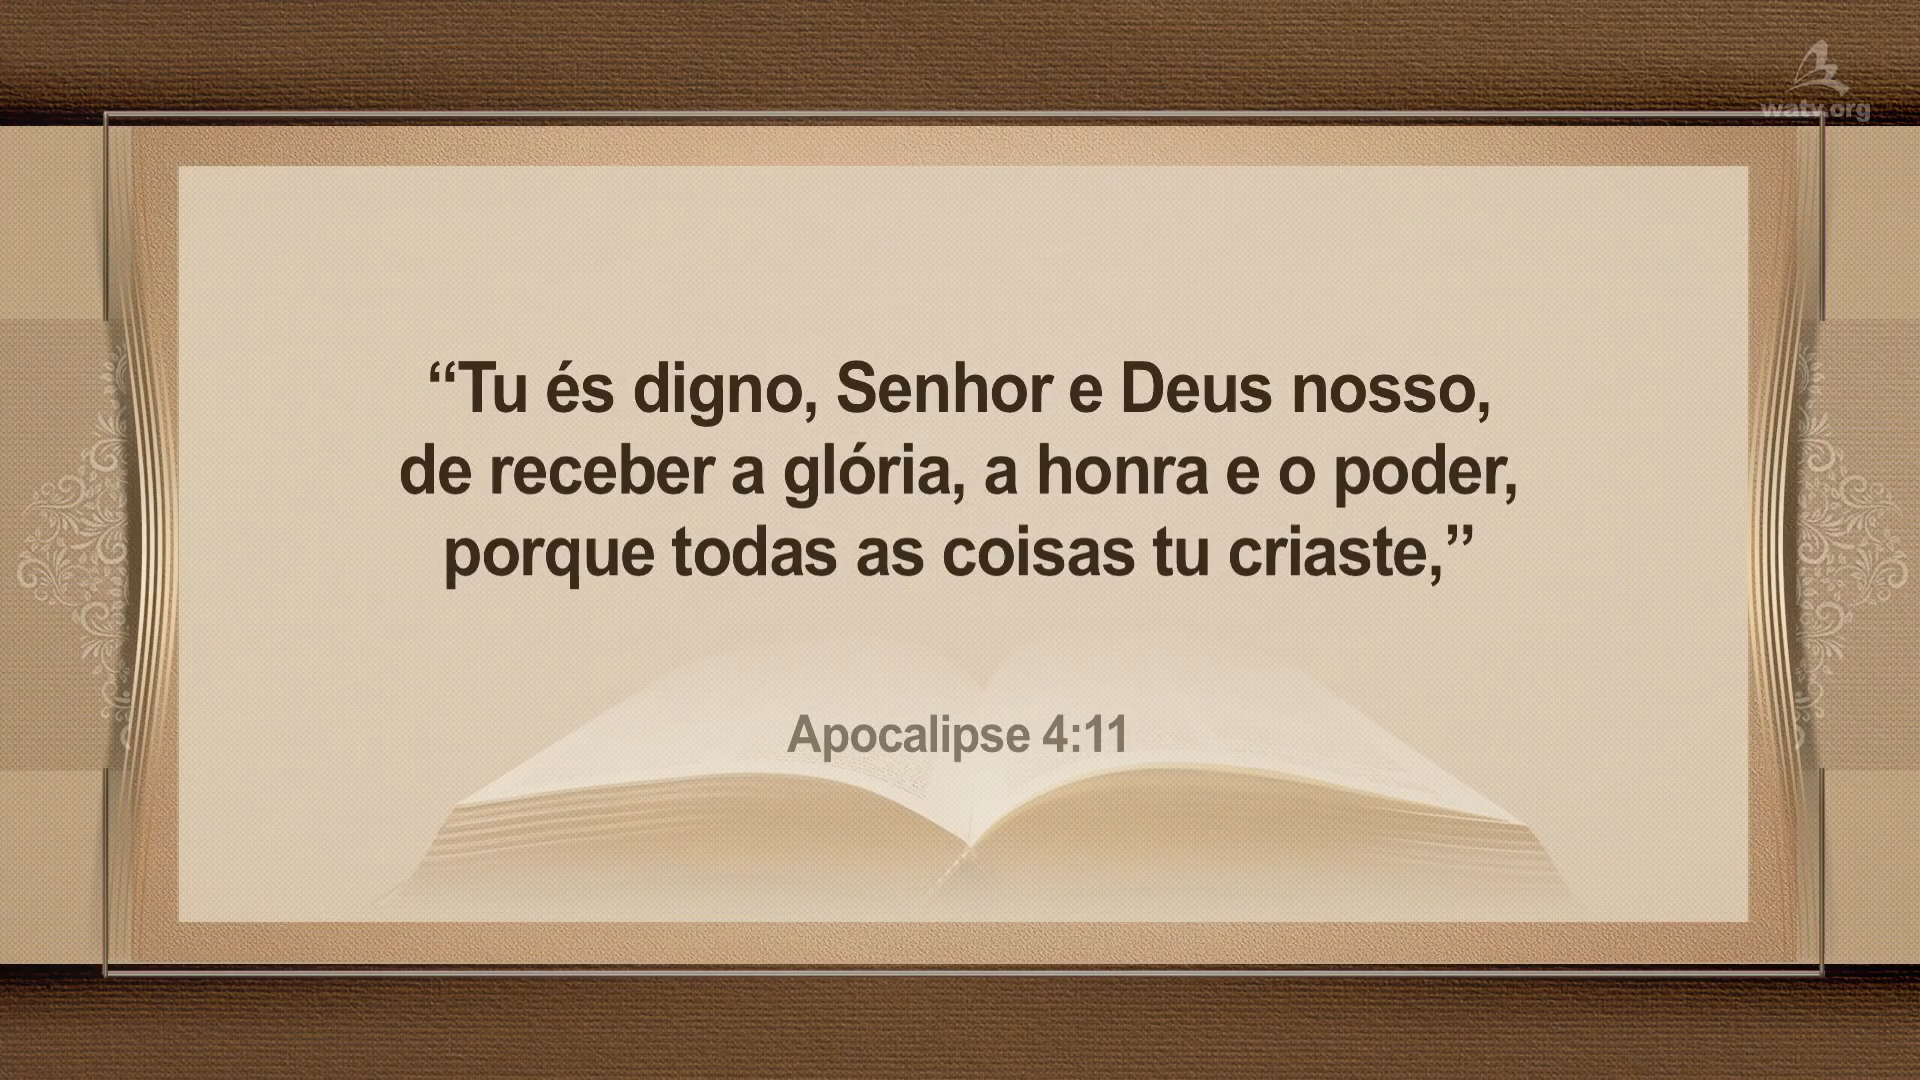 watv.org
“Tu és digno, Senhor e Deus nosso,
de receber a glória, a honra e o poder,
porque todas as coisas tu criaste,”
Apocalipse 4:11